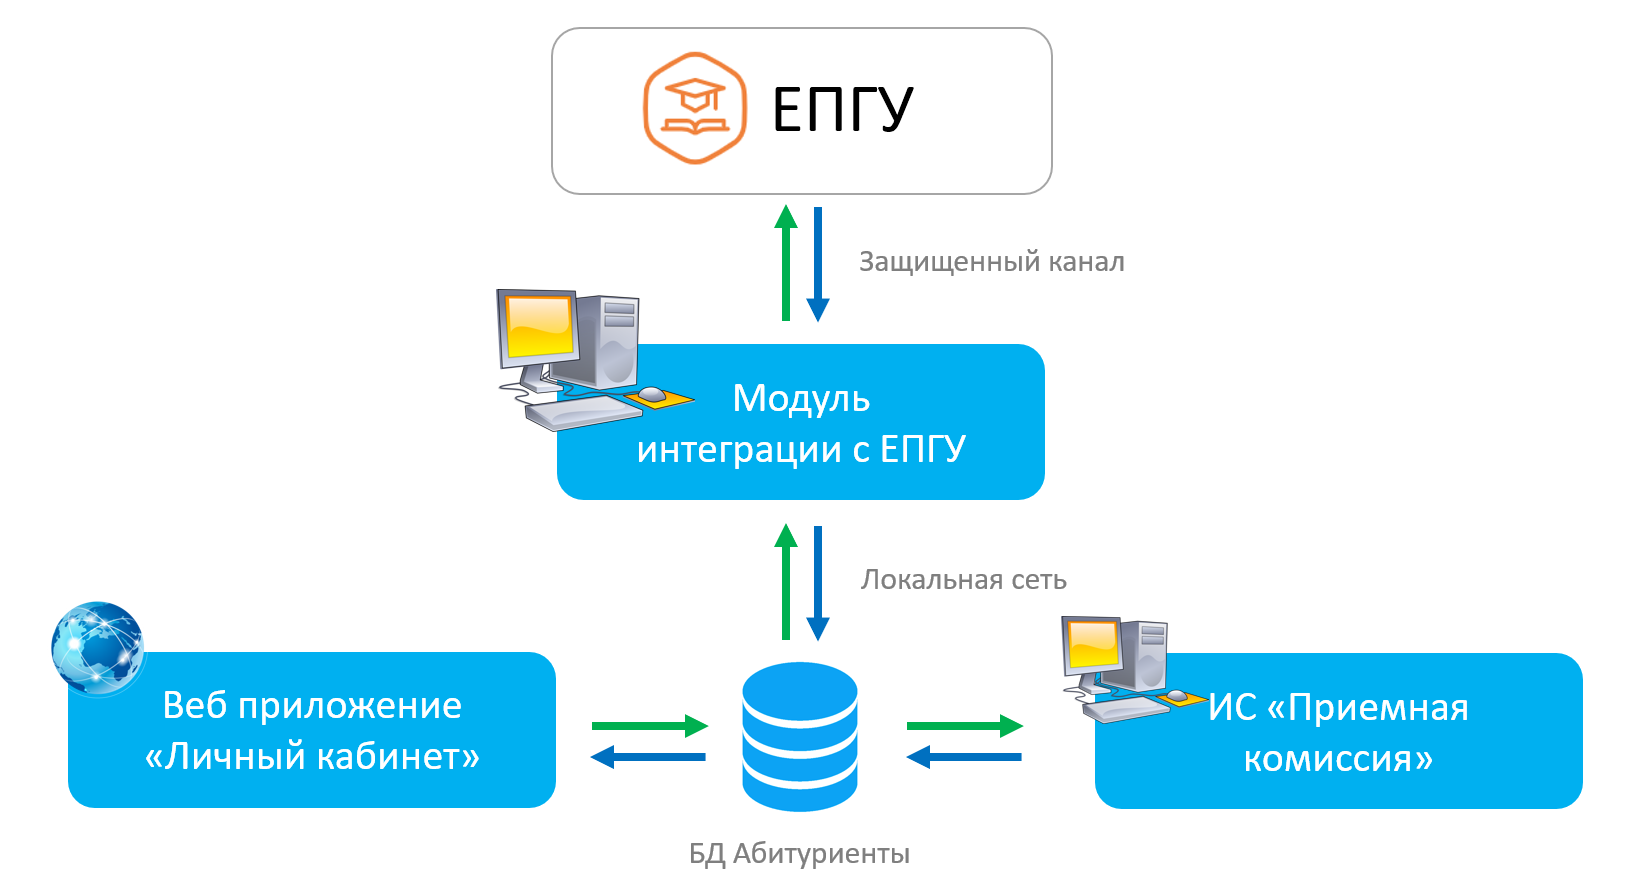 ЕПГУ
Защищенный канал
Модуль
интеграции с ЕПГУ
Локальная сеть
Веб приложение
«Личный кабинет»
ИС «Приемная
комиссия»
БД Абитуриенты